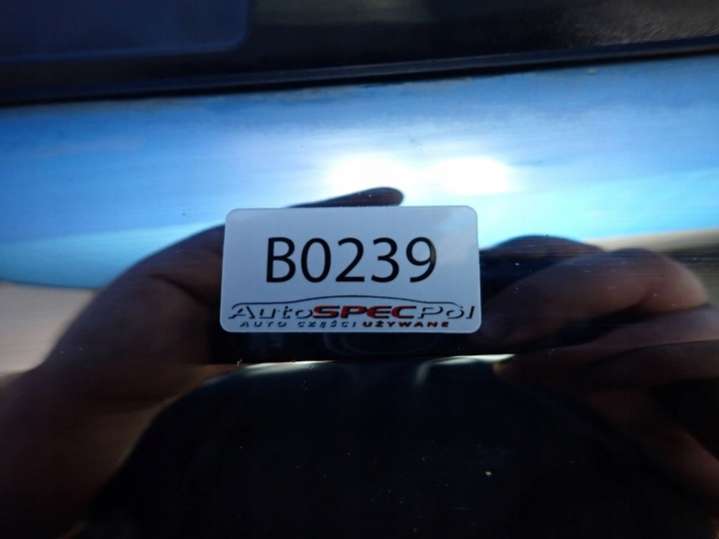 B0239
AutoSPECPol
AUTO CZĘŚCI UŻYWANE